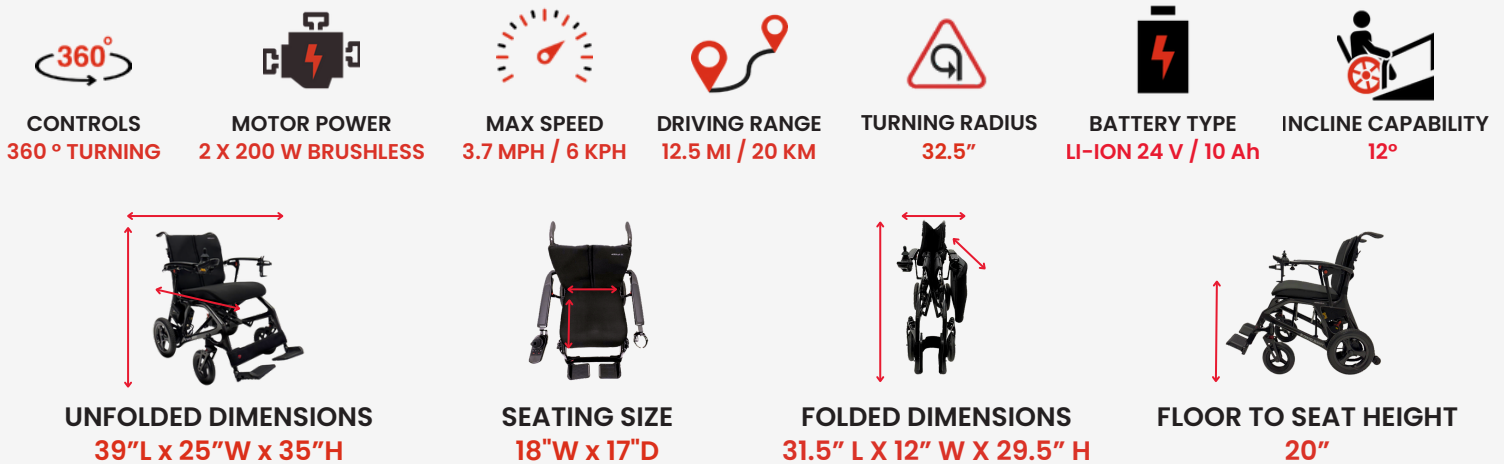 360°
CONTROLS
360 ° TURNING
MOTOR POWER
2 X 200 W BRUSHLESS
MAX SPEED
3.7 MPH / 6 KPH
DRIVING RANGE
12.5 MI / 20 KM
TURNING RADIUS
32.5”
BATTERY TYPE
LI-ION 24 V / 10 Ah
INCLINE CAPABILITY
12°
UNFOLDED DIMENSIONS
39”L x 25”W x 35”H
SEATING SIZE
18"W x 17"D
FOLDED DIMENSIONS
31.5” L X 12” W X 29.5” H
FLOOR TO SEAT HEIGHT
20”